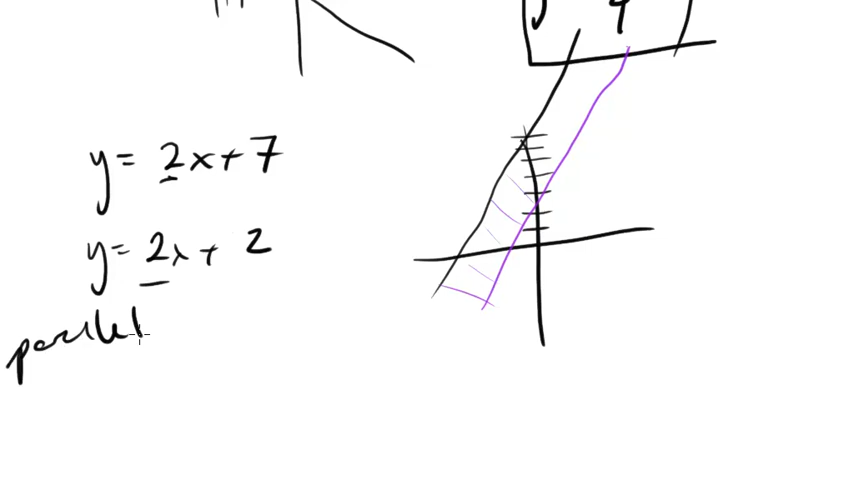 y = 2x + 7
y = 2x + 2
parallel